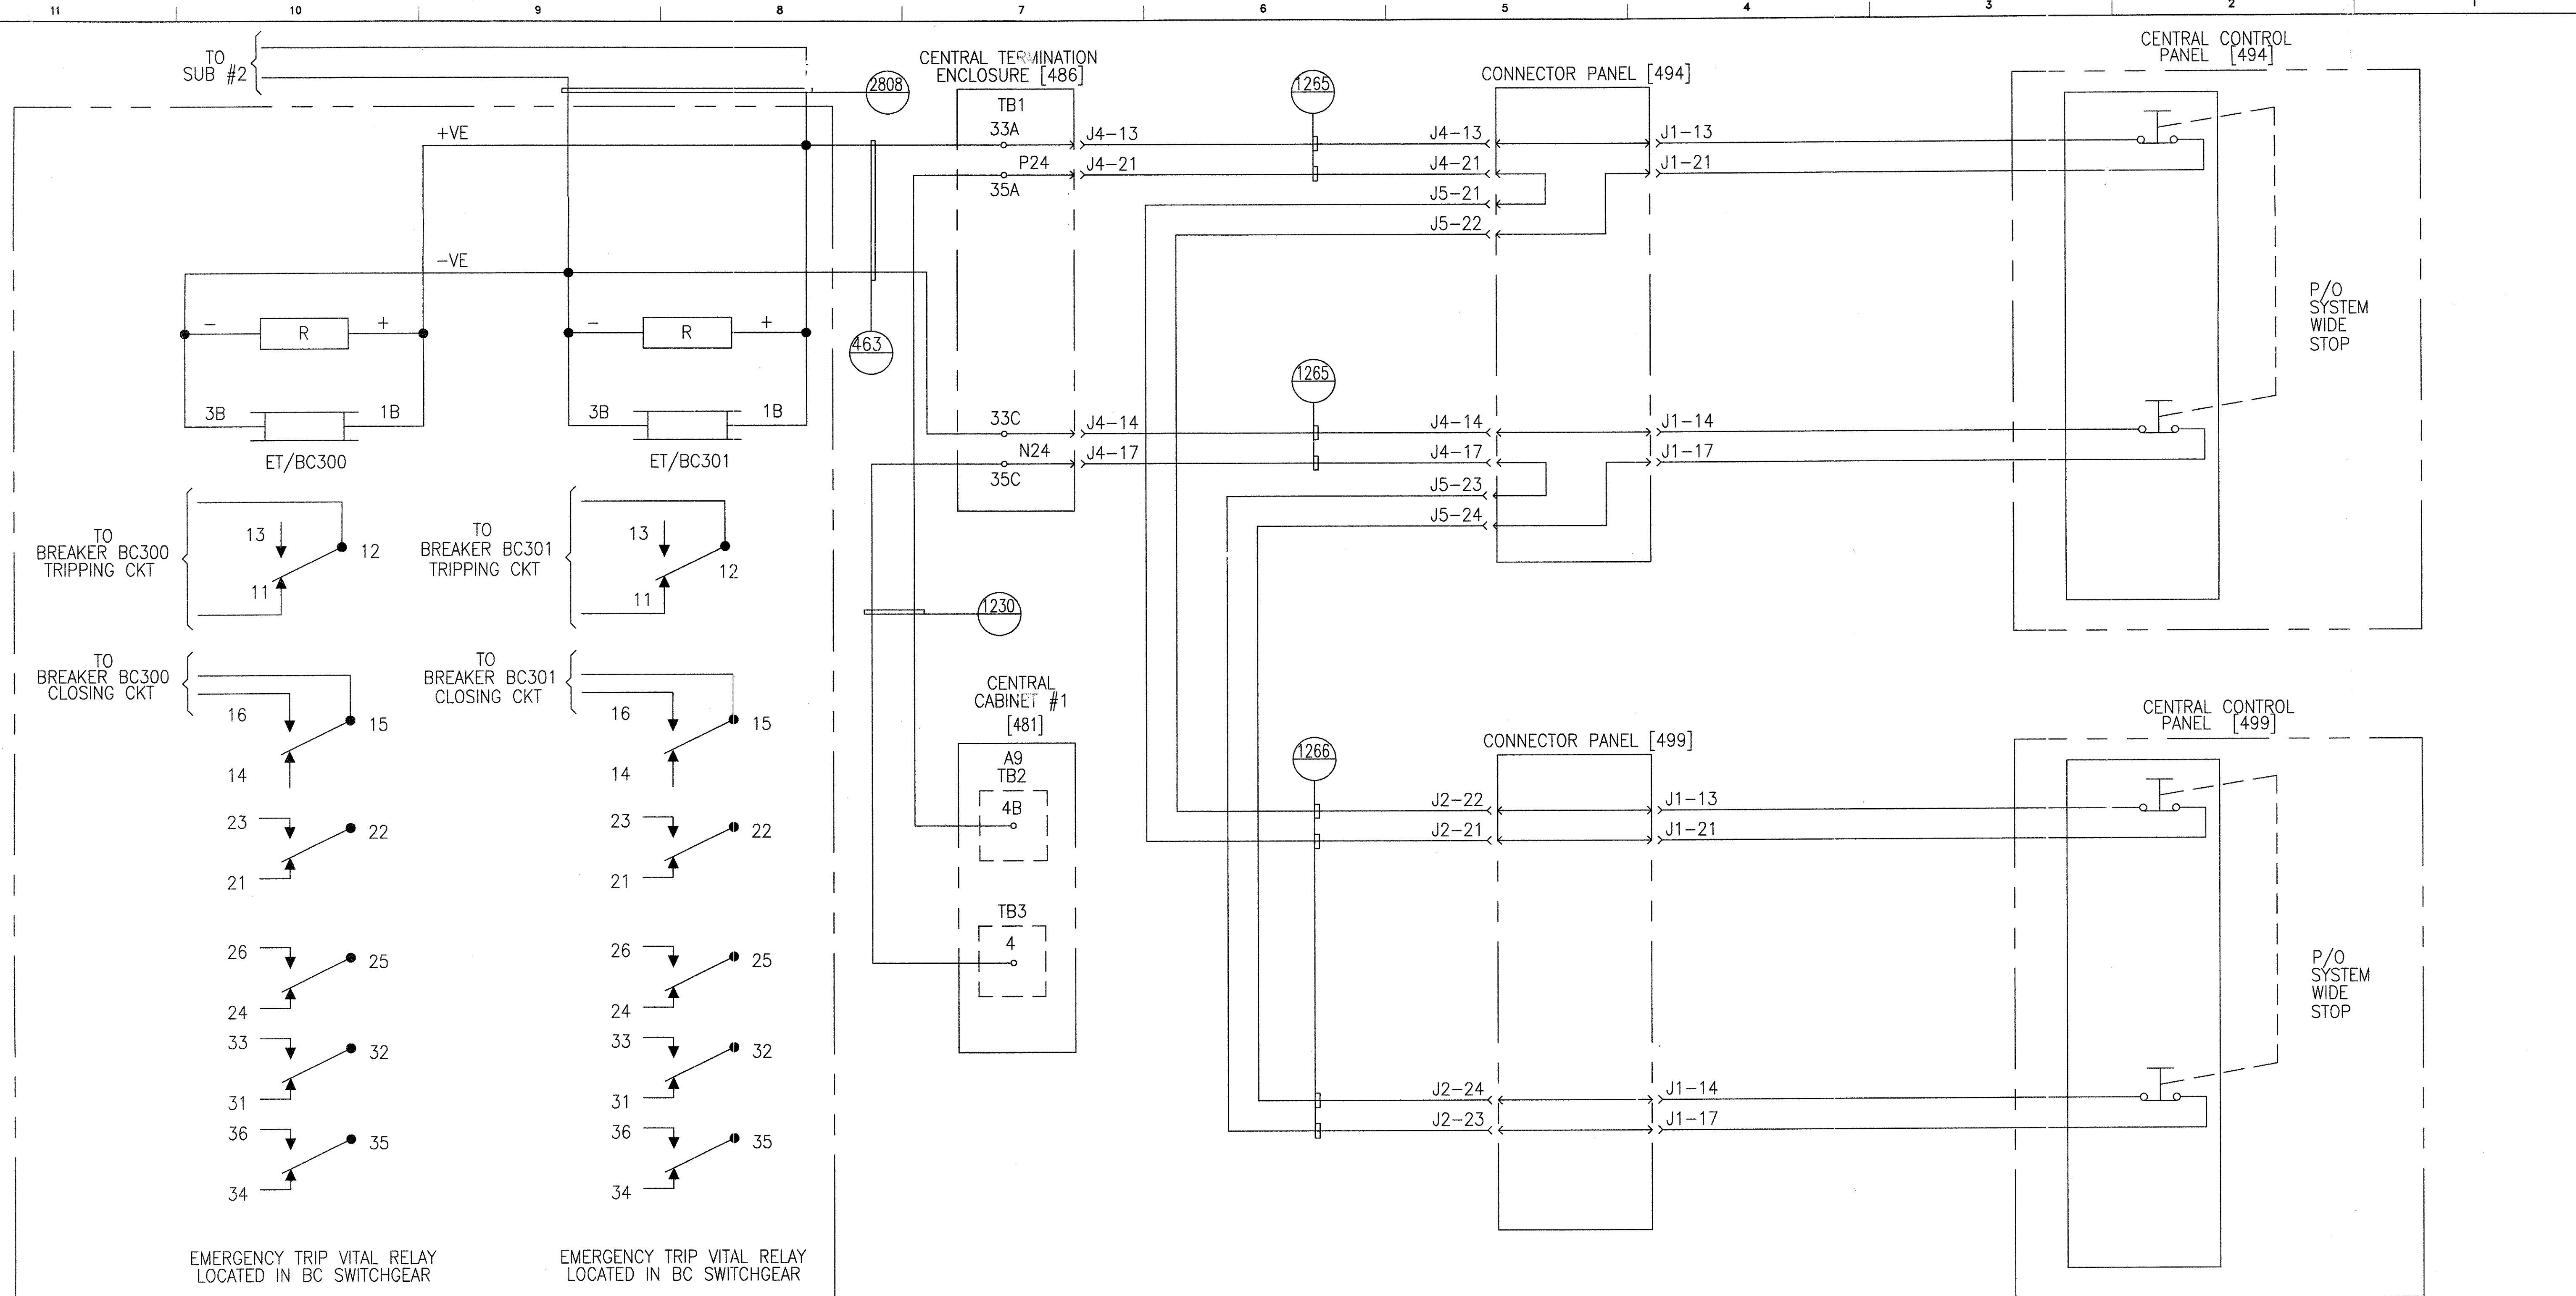 11 10 9 8 7 6 5 4 3 2 1
TO
SUB #2
2808
CENTRAL TERMINATION
ENCLOSURE [486]
1265
CONNECTOR PANEL [494]
CENTRAL CONTROL
PANEL [494]
TB1
+VE
33A
J4-13
J4-13
J1-13
P24
J4-21
J4-21
J1-21
35A
J5-21
J5-22
-VE
P/O
SYSTEM
WIDE
STOP
- R +
- R +
463
1265
3B 1B
3B 1B
33C
J4-14
J4-14
J1-14
ET/BC300
ET/BC301
N24
J4-17
J4-17
J1-17
35C
J5-23
J5-24
TO
BREAKER BC300
TRIPPING CKT
13
12
11
TO
BREAKER BC301
TRIPPING CKT
13
12
11
1230
TO
BREAKER BC300
CLOSING CKT
16
15
14
TO
BREAKER BC301
CLOSING CKT
16
15
14
CENTRAL
CABINET #1
[481]
A9
TB2
4B
TB3
4
1266
CONNECTOR PANEL [499]
CENTRAL CONTROL
PANEL [499]
J2-22
J1-13
J2-21
J1-21
P/O
SYSTEM
WIDE
STOP
J2-24
J1-14
J2-23
J1-17
23
22
21
23
22
21
26
25
24
26
25
24
33
32
31
33
32
31
36
35
34
36
35
34
EMERGENCY TRIP VITAL RELAY
LOCATED IN BC SWITCHGEAR
EMERGENCY TRIP VITAL RELAY
LOCATED IN BC SWITCHGEAR